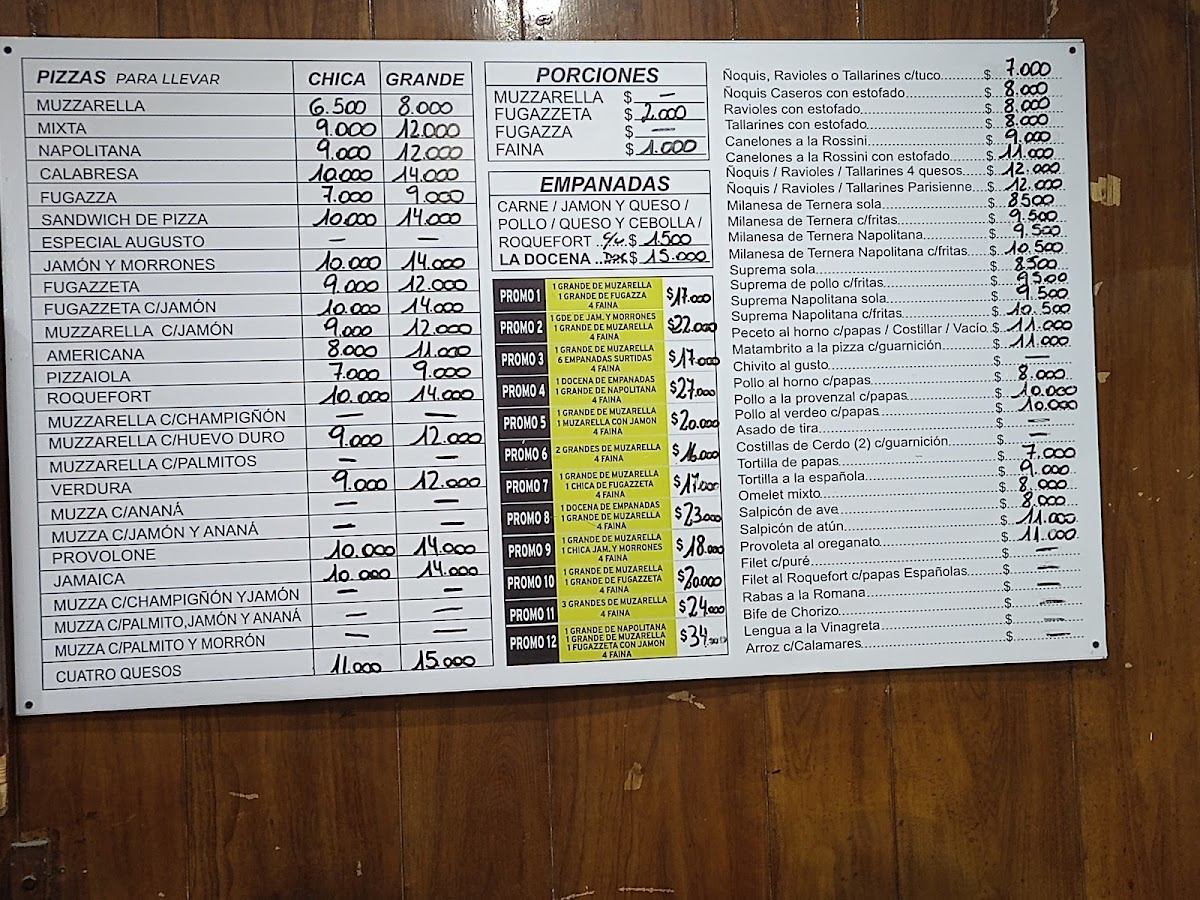 PIZZAS PARA LLEVAR CHICA GRANDE
MUZZARELLA 6.500 8.000
MIXTA 9.000 12.000
NAPOLITANA 9.000 12.000
CALABRESA 10.000 14.000
FUGAZZA 7.000 9.000
SANDWICH DE PIZZA 10.000 14.000
ESPECIAL AUGUSTO — —
JAMÓN Y MORRONES 10.000 14.000
FUGAZZETA 9.000 12.000
FUGAZZETA C/JAMÓN 10.000 14.000
MUZZARELLA C/JAMÓN 9.000 12.000
AMERICANA 8.000 11.000
PIZZAIOLA 7.000 9.000
ROQUEFORT 10.000 14.000
MUZZARELLA C/CHAMPIGÑÓN — —
MUZZARELLA C/HUEVO DURO 9.000 12.000
MUZZARELLA C/PALMITOS — —
VERDURA 9.000 12.000
MUZZA C/ANANÁ — —
MUZZA C/JAMÓN Y ANANÁ — —
PROVOLONE 10.000 14.000
JAMAICA 10.000 14.000
MUZZA C/CHAMPIGÑÓN YJAMÓN — —
MUZZA C/PALMITO,JAMÓN Y ANANÁ — —
MUZZA C/PALMITO Y MORRÓN — —
CUATRO QUESOS 11.000 15.000
PORCIONES
MUZZARELLA $ —
FUGAZZETA $ 2.000
FUGAZZA $ —
FAINA $ 1.000
EMPANADAS
CARNE / JAMON Y QUESO /
POLLO / QUESO Y CEBOLLA /
ROQUEFORT .. c/u. $ 1.500
LA DOCENA ... $ 15.000
PROMO 1 1 GRANDE DE MUZARELLA
1 GRANDE DE FUGAZZA
4 FAINA $17.000
PROMO 2 1 GDE DE JAM. Y MORRONES
1 GRANDE DE MUZARELLA
4 FAINA $22.000
PROMO 3 1 GRANDE DE MUZARELLA
6 EMPANADAS SURTIDAS
4 FAINA $17.000
PROMO 4 1 DOCENA DE EMPANADAS
1 GRANDE DE NAPOLITANA
4 FAINA $27.000
PROMO 5 1 GRANDE DE MUZARELLA
1 MUZARELLA CON JAMON
4 FAINA $20.000
PROMO 6 2 GRANDES DE MUZARELLA
4 FAINA $16.000
PROMO 7 1 GRANDE DE MUZARELLA
1 CHICA DE FUGAZZETA
4 FAINA $17.000
PROMO 8 1 DOCENA DE EMPANADAS
1 GRANDE DE MUZARELLA
4 FAINA $23.000
PROMO 9 1 GRANDE DE MUZARELLA
1 CHICA JAM. Y MORRONES
4 FAINA $18.000
PROMO 10 1 GRANDE DE MUZARELLA
1 GRANDE DE FUGAZZETA
4 FAINA $20.000
PROMO 11 3 GRANDES DE MUZARELLA
4 FAINA $24.000
PROMO 12 1 GRANDE DE NAPOLITANA
1 GRANDE DE MUZARELLA
1 FUGAZZETA CON JAMON
4 FAINA $34.000
Ñoquis, Ravioles o Tallarines c/tuco $ 7.000
Ñoquis Caseros con estofado $ 8.000
Ravioles con estofado $ 8.000
Tallarines con estofado $ 8.000
Canelones a la Rossini $ 9.000
Canelones a la Rossini con estofado $ 11.000
Ñoquis / Ravioles / Tallarines 4 quesos $ 12.000
Ñoquis / Ravioles / Tallarines Parisienne $ 12.000
Milanesa de Ternera sola $ 8500
Milanesa de Ternera c/fritas $ 9.500
Milanesa de Ternera Napolitana $ 9.500
Milanesa de Ternera Napolitana c/fritas $ 10.500
Suprema sola $ 8.500
Suprema de pollo c/fritas $ 9500
Suprema Napolitana sola $ 9.500
Suprema Napolitana c/fritas $ 10.500
Peceto al horno c/papas / Costillar / Vacío $ 11.000
Matambrito a la pizza c/guarnición $ 11.000
Chivito al gusto $ —
Pollo al horno c/papas $ 8.000
Pollo a la provenzal c/papas $ 10.000
Pollo al verdeo c/papas $ 10.000
Asado de tira $ —
Costillas de Cerdo (2) c/guarnición $ —
Tortilla de papas $ 7.000
Tortilla a la española $ 9.000
Omelet mixto $ 8.000
Salpicón de ave $ 8.000
Salpicón de atún $ 11.000
Provoleta al oreganato $ 11.000
Filet c/puré $ —
Filet al Roquefort c/papas Españolas $ —
Rabas a la Romana $ —
Bife de Chorizo $ —
Lengua a la Vinagreta $ —
Arroz c/Calamares $ —